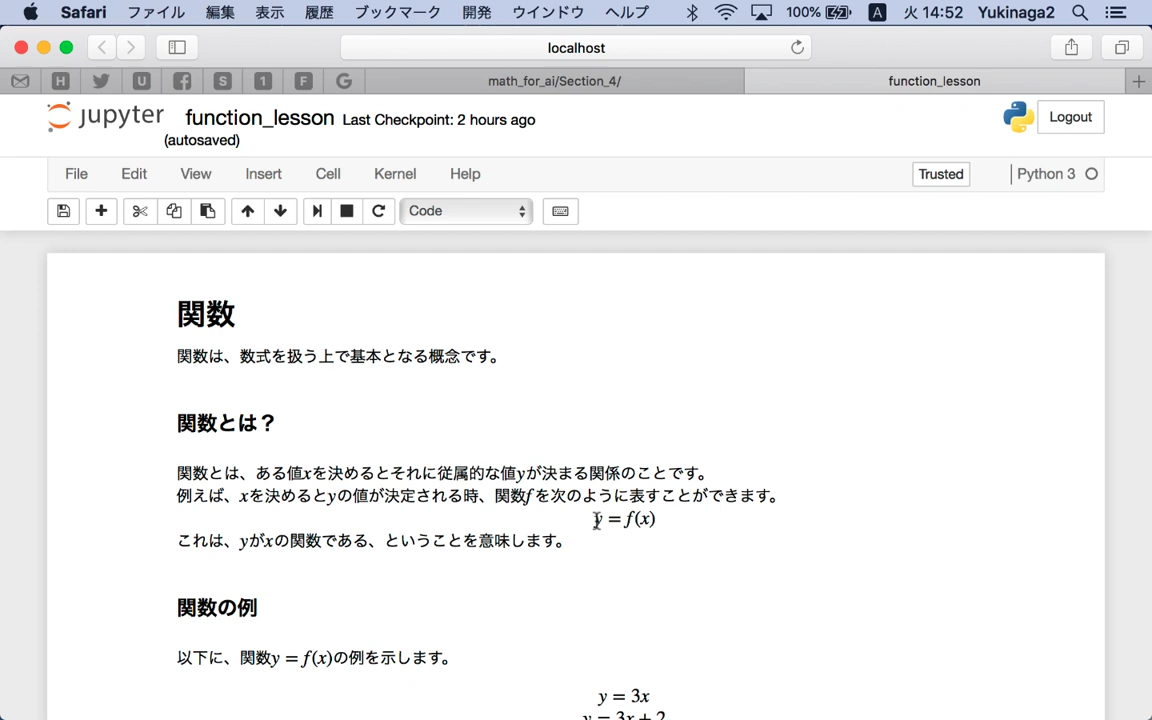 Safari ファイル 編集 表示 履歴 ブックマーク 開発 ウインドウ ヘルプ 100% A 火 14:52 Yukinaga2
localhost
H U S 1 F G math_for_ai/Section_4/ function_lesson
jupyter function_lesson Last Checkpoint: 2 hours ago Logout
(autosaved)
File Edit View Insert Cell Kernel Help Trusted Python 3
Code
関数
関数は、数式を扱う上で基本となる概念です。
関数とは？
関数とは、ある値xを決めるとそれに従属的な値yが決まる関係のことです。
例えば、xを決めるとyの値が決定される時、関数fを次のように表すことができます。
y = f(x)
これは、yがxの関数である、ということを意味します。
関数の例
以下に、関数y = f(x)の例を示します。
y = 3x
y = 3x + 2